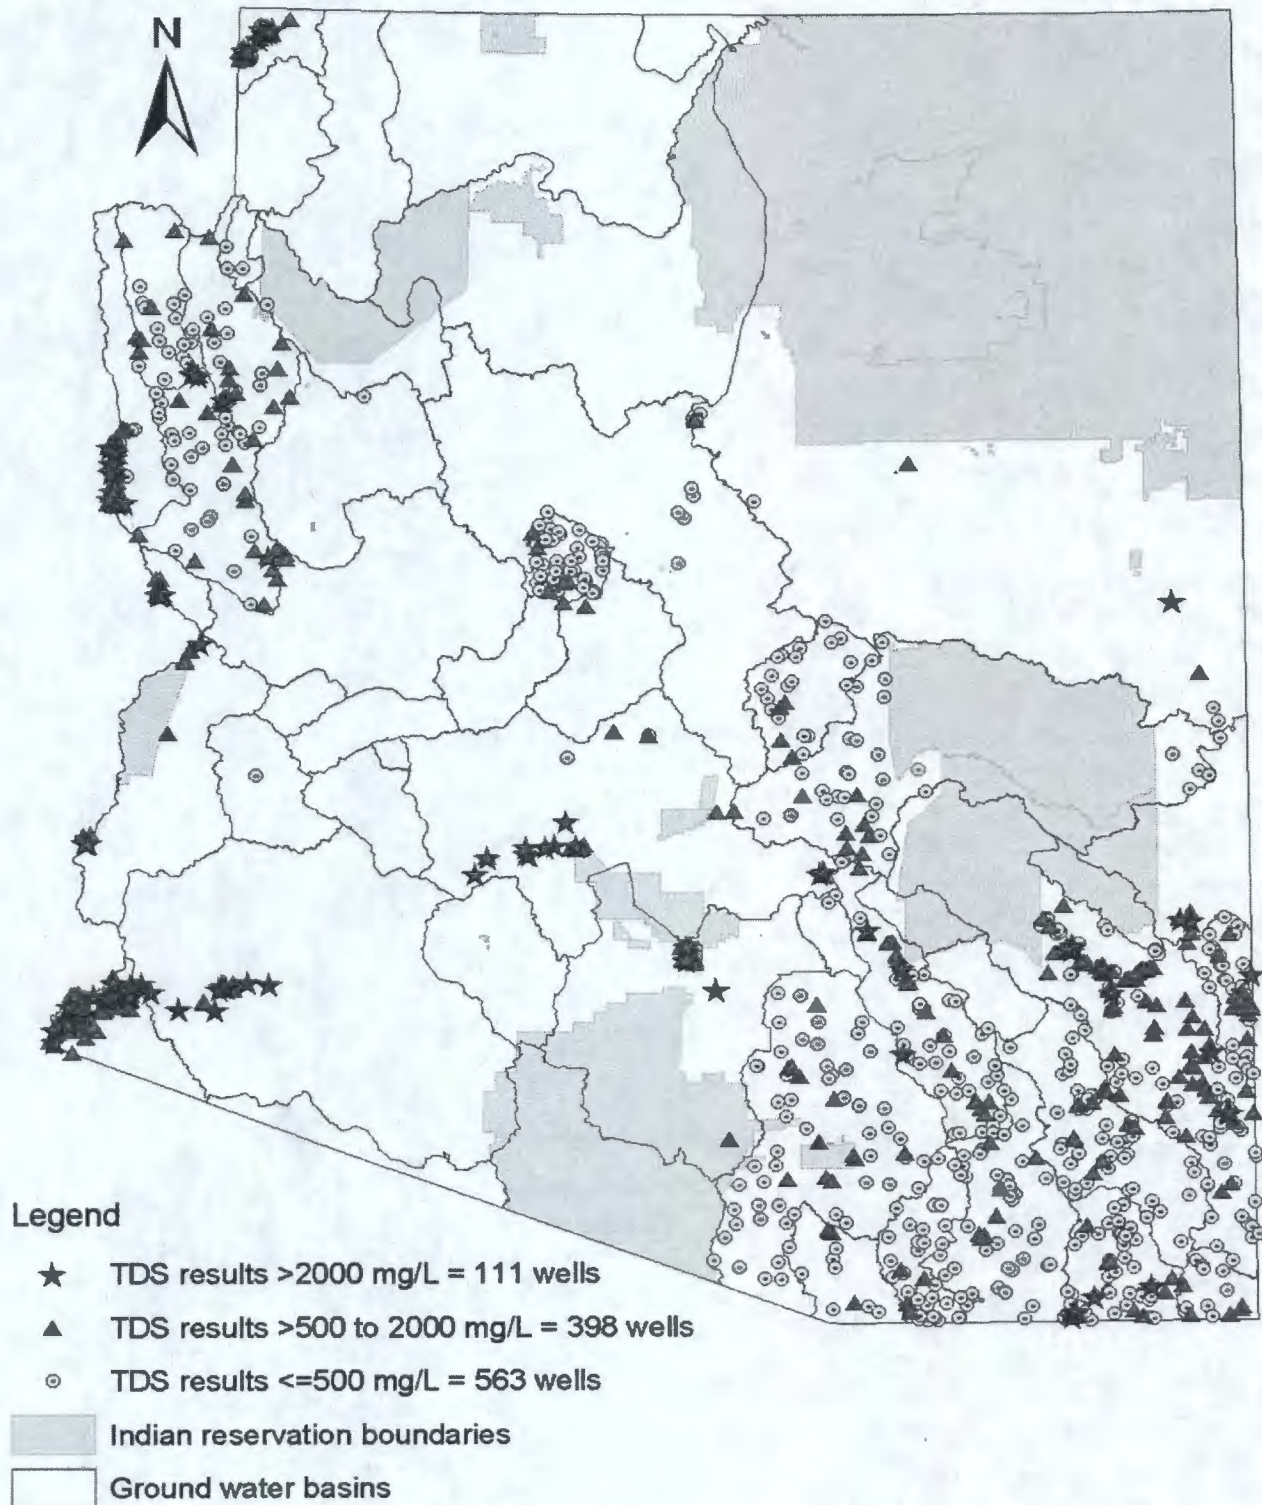 N
Legend
TDS results >2000 mg/L = 111 wells
TDS results >500 to 2000 mg/L = 398 wells
TDS results <=500 mg/L = 563 wells
Indian reservation boundaries
Ground water basins